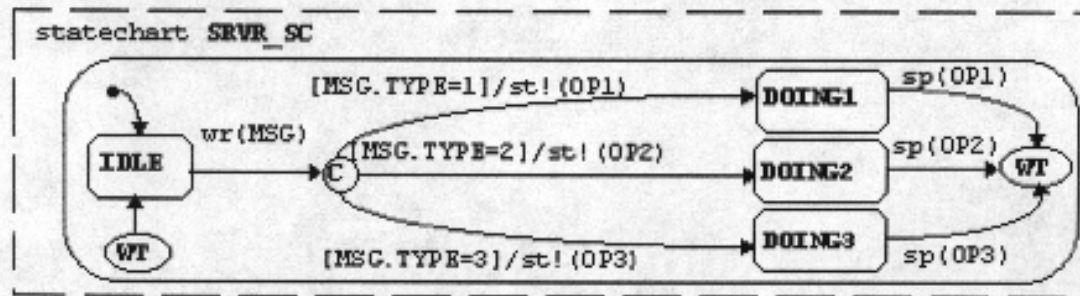 statechart SRVR_SC
[MSG.TYPE=1]/st!(OP1)
DOING1
sp(OP1)
wr(MSG)
IDLE
C
[MSG.TYPE=2]/st!(OP2)
DOING2
sp(OP2)
WT
WT
[MSG.TYPE=3]/st!(OP3)
DOING3
sp(OP3)